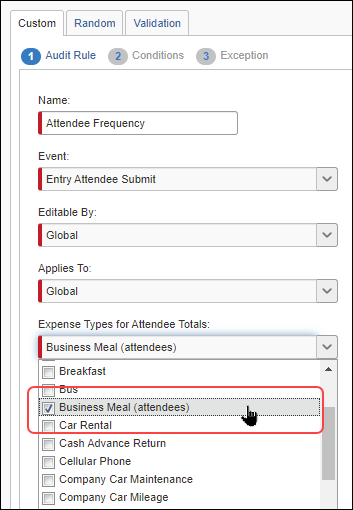 Custom Random Validation
1 Audit Rule 2 Conditions 3 Exception
Name:
Attendee Frequency
Event:
Entry Attendee Submit
Editable By:
Global
Applies To:
Global
Expense Types for Attendee Totals:
Business Meal (attendees)
Breakfast
Bus
Business Meal (attendees)
Car Rental
Cash Advance Return
Cellular Phone
Company Car Maintenance
Company Car Mileage